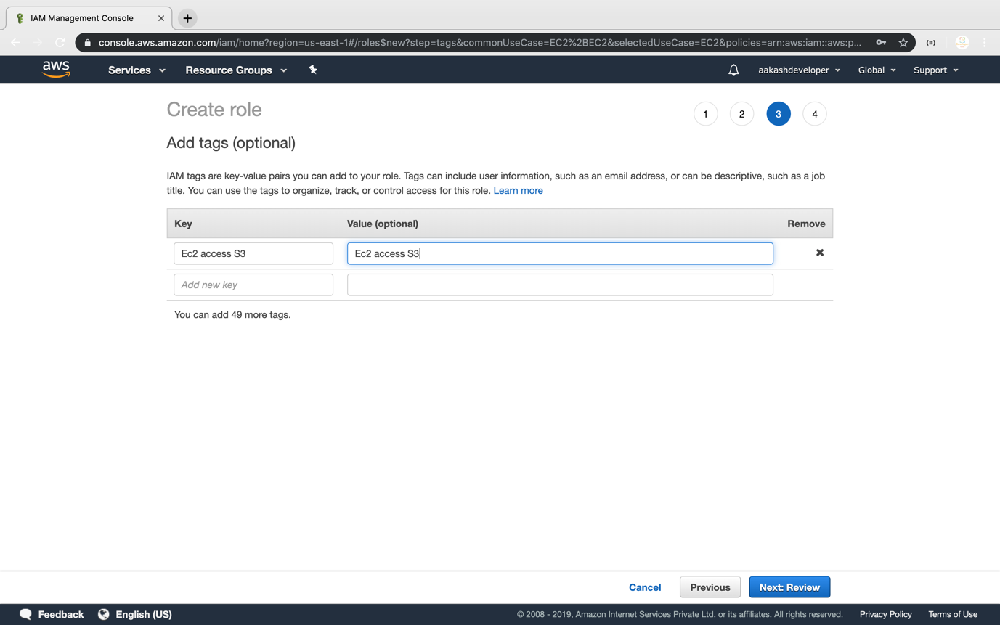 IAM Management Console
console.aws.amazon.com/iam/home?region=us-east-1#/roles$new?step=tags&commonUseCase=EC2%2BEC2&selectedUseCase=EC2&policies=arn:aws:iam::aws:p...
aws Services Resource Groups aakashdeveloper Global Support
Create role
1 2 3 4
Add tags (optional)
IAM tags are key-value pairs you can add to your role. Tags can include user information, such as an email address, or can be descriptive, such as a job
title. You can use the tags to organize, track, or control access for this role. Learn more
Key Value (optional) Remove
Ec2 access S3 Ec2 access S3
Add new key
You can add 49 more tags.
Cancel Previous Next: Review
Feedback English (US) © 2008 - 2019, Amazon Internet Services Private Ltd. or its affiliates. All rights reserved. Privacy Policy Terms of Use